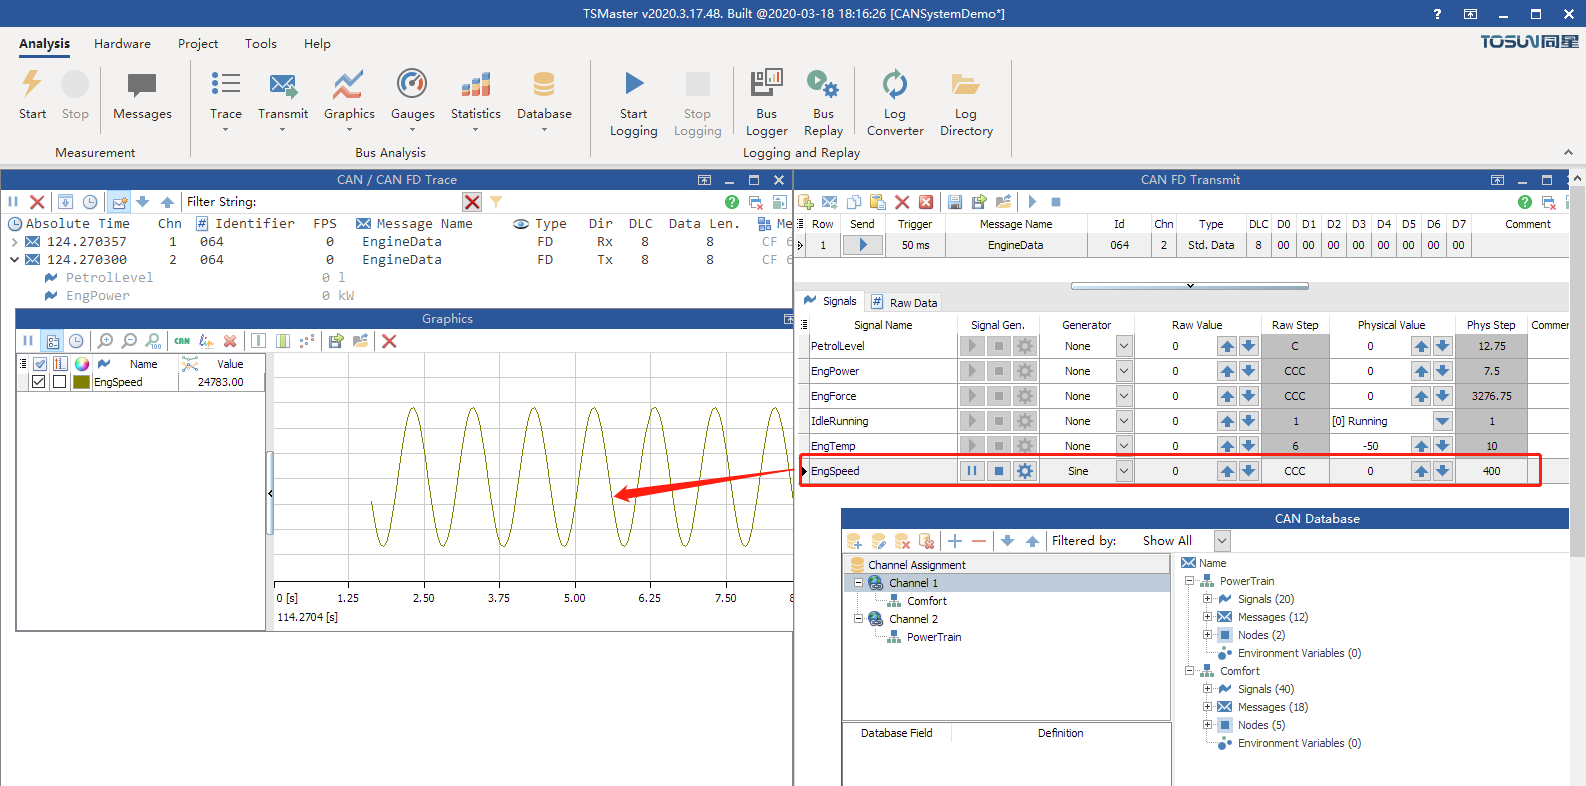 TSMaster v2020.3.17.48. Built @2020-03-18 18:16:26 [CANSystemDemo*]
Analysis Hardware Project Tools Help
TOSUN同星
Start Stop Messages Trace Transmit Graphics Gauges Statistics Database Start Logging Stop Logging Bus Logger Bus Replay Log Converter Log Directory
Measurement Bus Analysis Logging and Replay
CAN / CAN FD Trace
Filter String:
Absolute Time Chn # Identifier FPS Message Name Type Dir DLC Data Len. Me
124.270357 1 064 0 EngineData FD Rx 8 8 CF 6
124.270300 2 064 0 EngineData FD Tx 8 8 CF 6
PetrolLevel 0 l
EngPower 0 kW
Graphics
CAN lin
Name Value
EngSpeed 24783.00
0 [s] 1.25 2.50 3.75 5.00 6.25 7.50 8
114.2704 [s]
CAN FD Transmit
Row Send Trigger Message Name Id Chn Type DLC D0 D1 D2 D3 D4 D5 D6 D7 Comment
1 50 ms EngineData 064 2 Std. Data 8 00 00 00 00 00 00 00 00
Signals # Raw Data
Signal Name Signal Gen. Generator Raw Value Raw Step Physical Value Phys Step Commer
PetrolLevel None 0 C 0 12.75
EngPower None 0 CCC 0 7.5
EngForce None 0 CCC 0 3276.75
IdleRunning None 0 1 [0] Running 1
EngTemp None 0 6 -50 10
EngSpeed Sine 0 CCC 0 400
CAN Database
Filtered by: Show All
Channel Assignment
Channel 1
Comfort
Channel 2
PowerTrain
Database Field Definition
Name
PowerTrain
Signals (20)
Messages (12)
Nodes (2)
Environment Variables (0)
Comfort
Signals (40)
Messages (18)
Nodes (5)
Environment Variables (0)